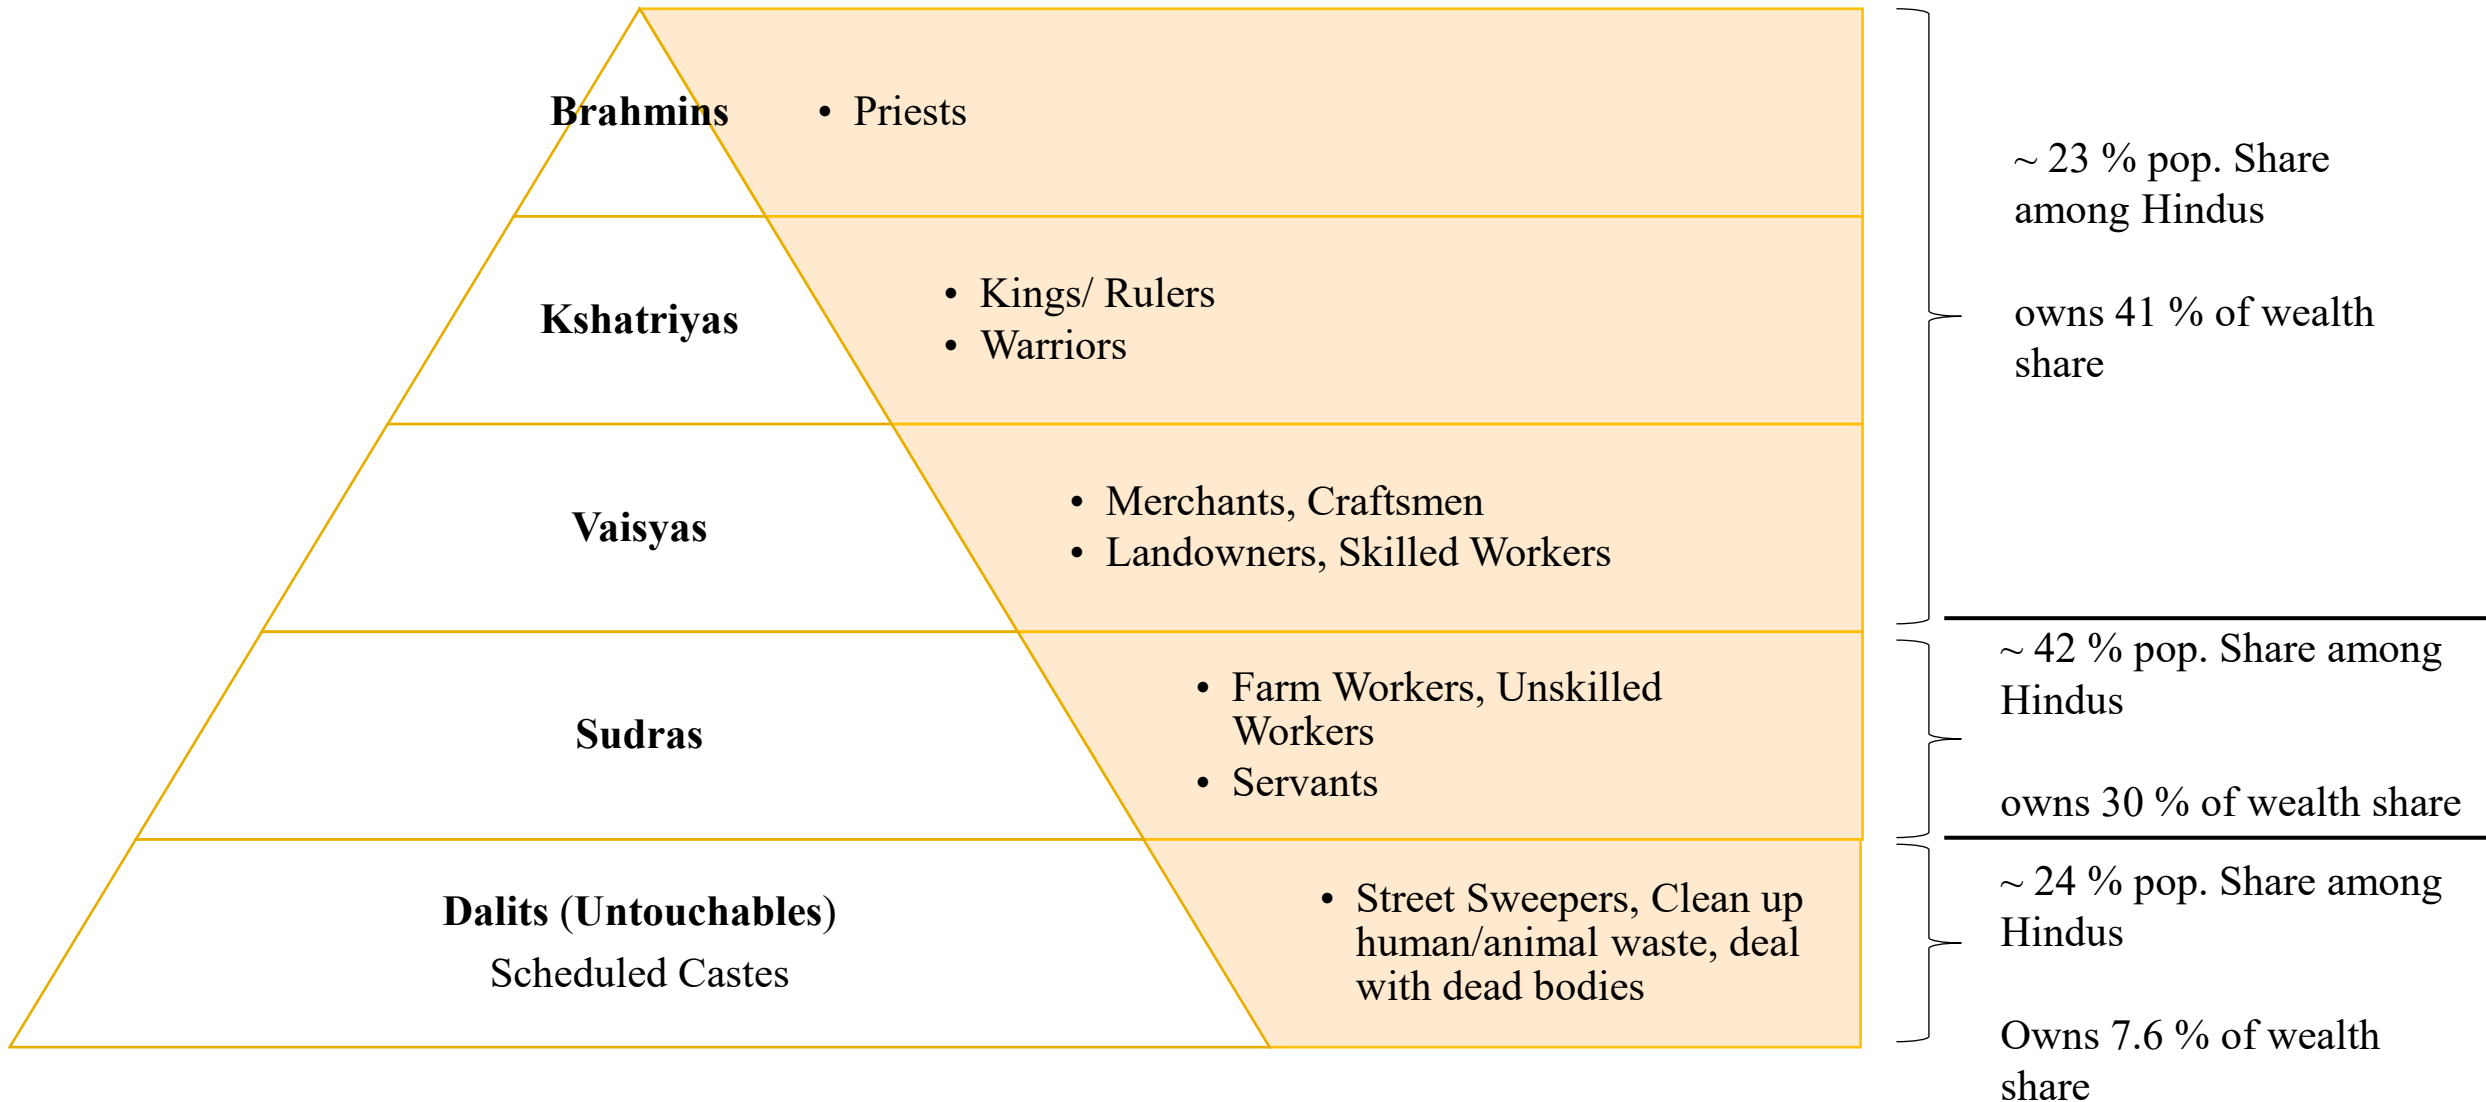 Brahmins
• Priests
Kshatriyas
• Kings/ Rulers
• Warriors
Vaisyas
• Merchants, Craftsmen
• Landowners, Skilled Workers
Sudras
• Farm Workers, Unskilled
Workers
• Servants
Dalits (Untouchables)
Scheduled Castes
• Street Sweepers, Clean up
human/animal waste, deal
with dead bodies
~ 23 % pop. Share
among Hindus
owns 41 % of wealth
share
~ 42 % pop. Share among
Hindus
owns 30 % of wealth share
~ 24 % pop. Share among
Hindus
Owns 7.6 % of wealth
share